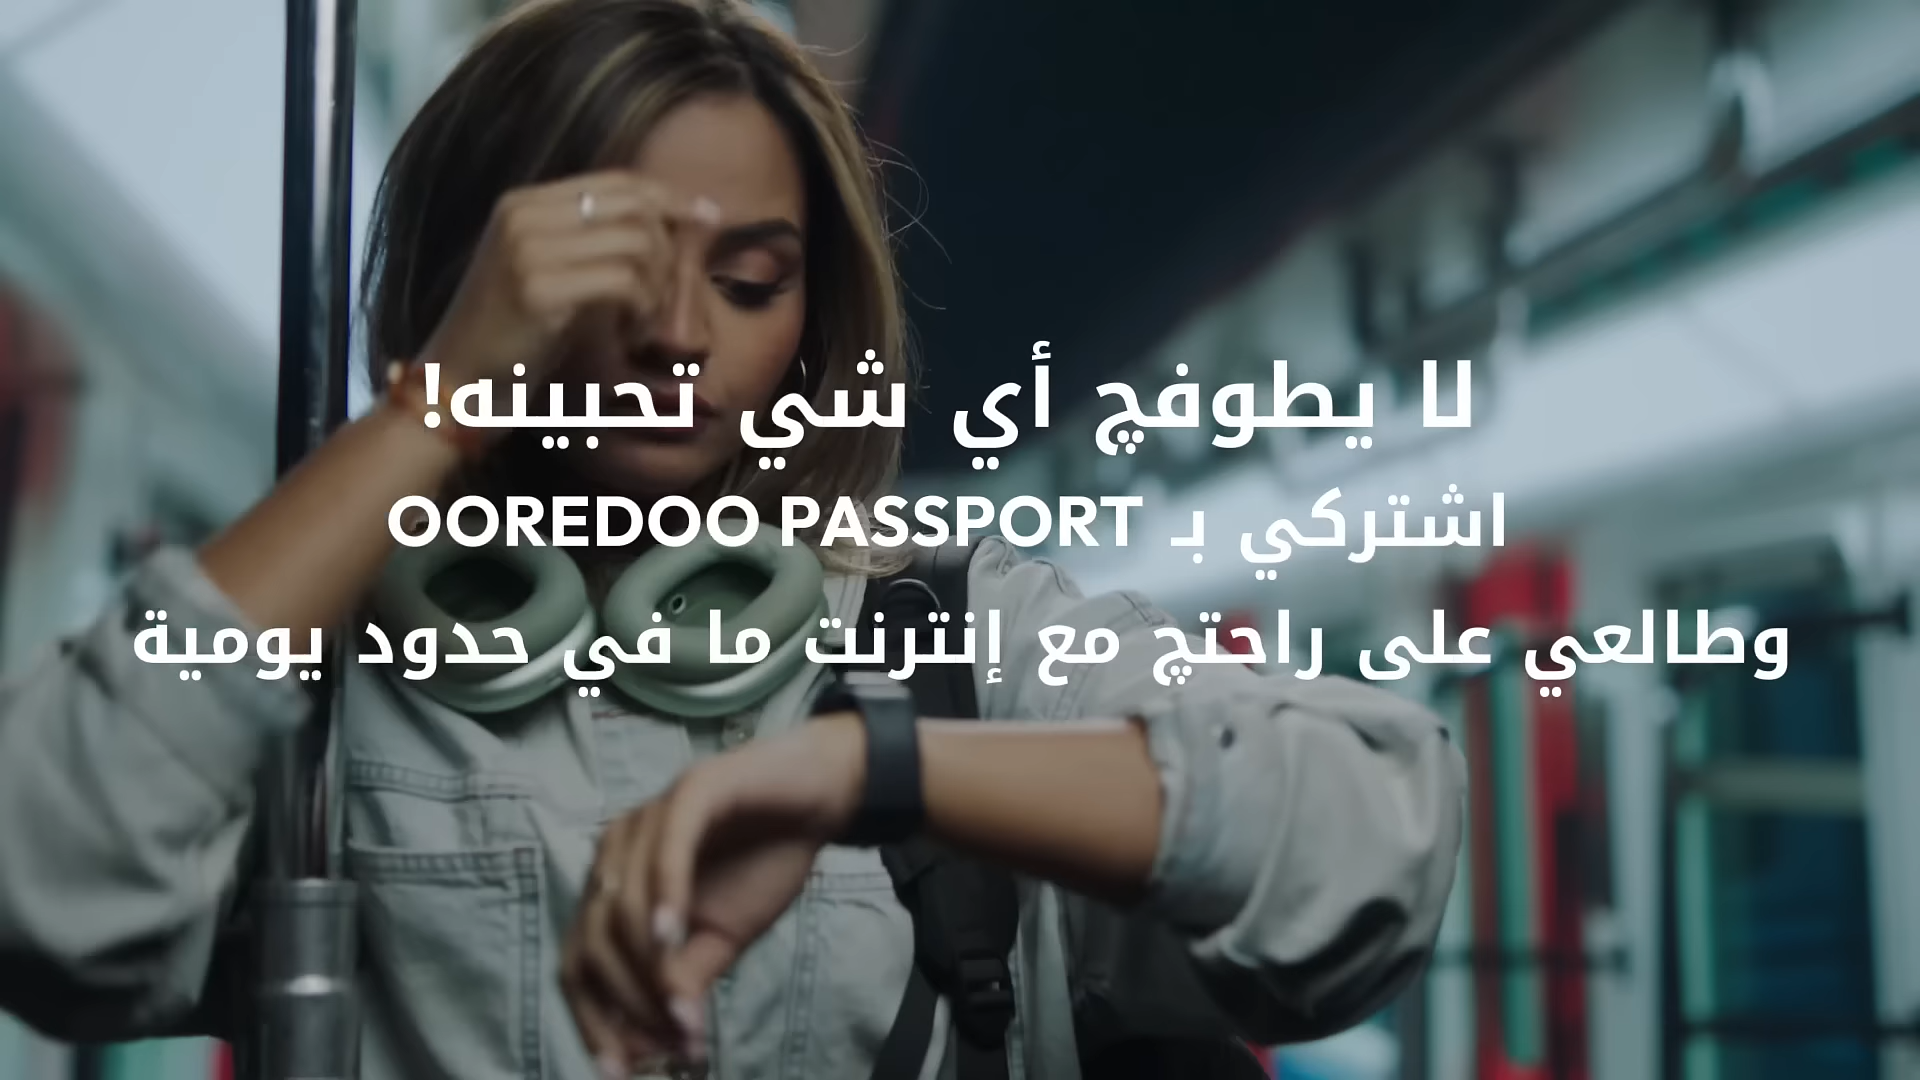 لا يطوفچ أي شي تحبينه!
اشتركي بـ OOREDOO PASSPORT
وطالعي على راحتچ مع إنترنت ما في حدود يومية